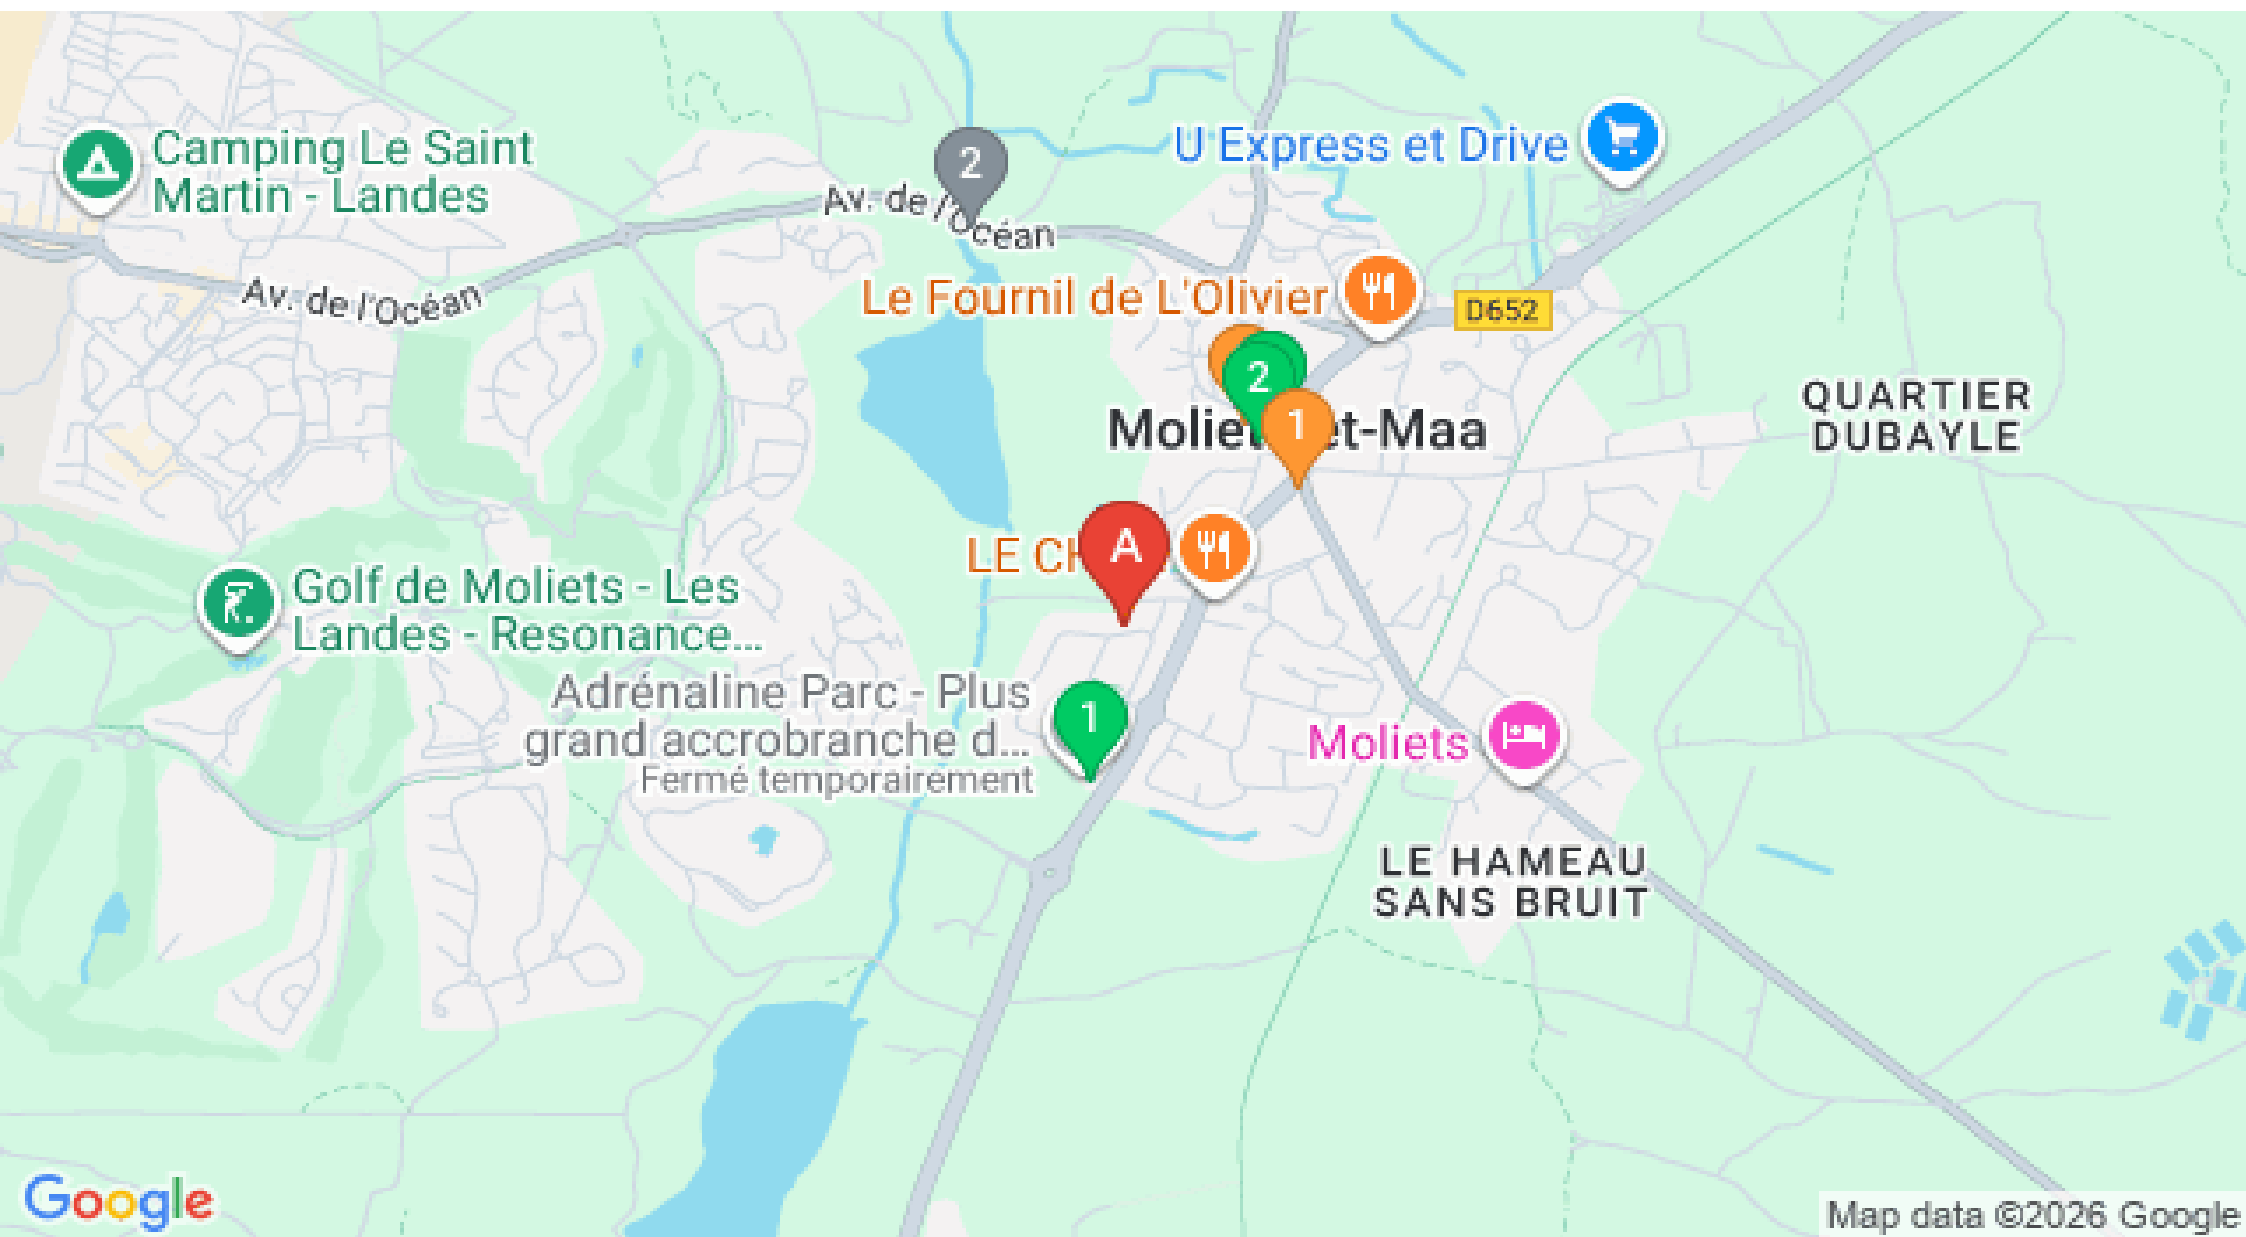 Camping Le Saint
Martin - Landes
2
U Express et Drive
Av. de l'Océan
Av. de l'Océan
Le Fournil de L'Olivier
D652
2
1
Moliets-et-Maa
QUARTIER
DUBAYLE
LE CH
A
Golf de Moliets - Les
Landes - Resonance...
Adrénaline Parc - Plus
grand accrobranche d...
Fermé temporairement
1
Moliets
LE HAMEAU
SANS BRUIT
Google
Map data ©2026 Google